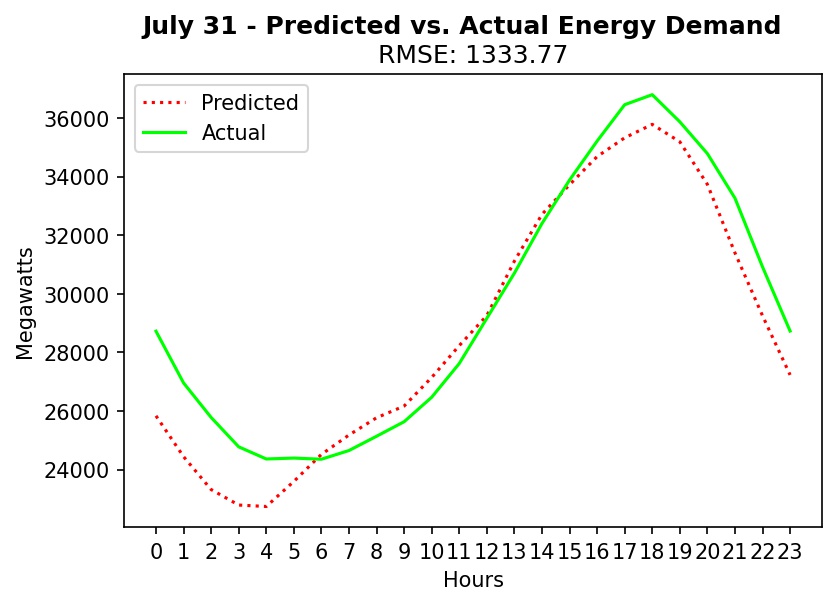 July 31 - Predicted vs. Actual Energy Demand
RMSE: 1333.77
Predicted
Actual
Megawatts
36000
34000
32000
30000
28000
26000
24000
0 1 2 3 4 5 6 7 8 9 10 11 12 13 14 15 16 17 18 19 20 21 22 23
Hours